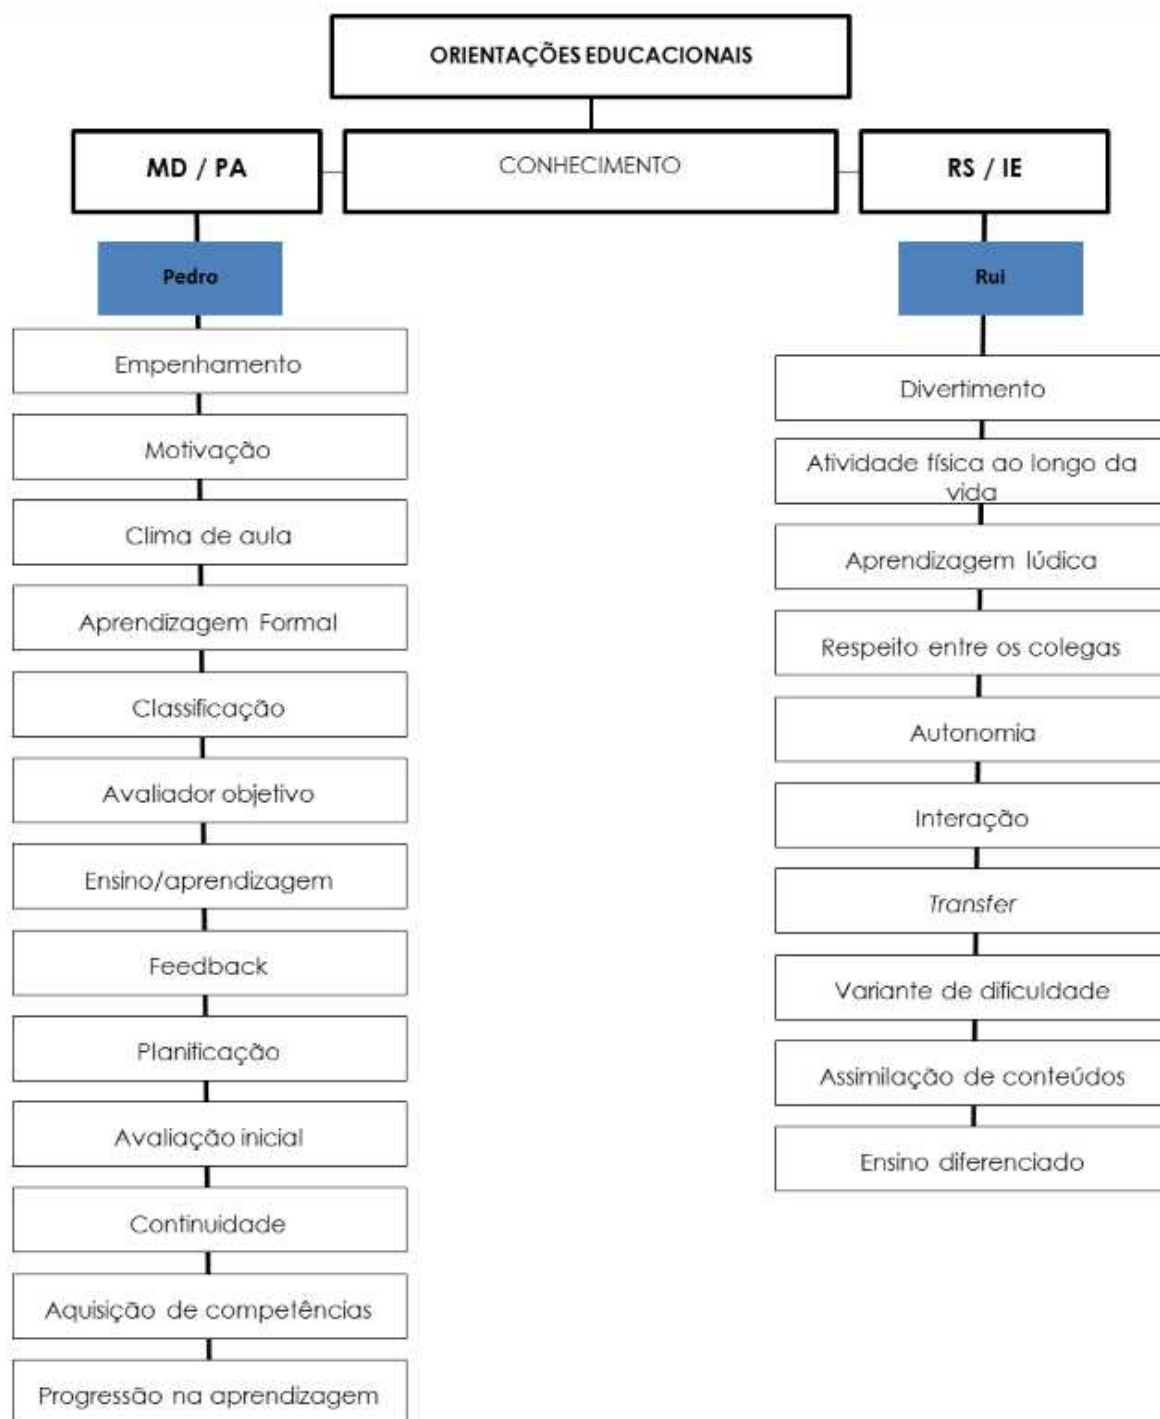 ORIENTAÇÕES EDUCACIONAIS
MD / PA
CONHECIMENTO
RS / IE
Pedro
Empenhamento
Motivação
Clima de aula
Aprendizagem Formal
Classificação
Avaliador objetivo
Ensino/aprendizagem
Feedback
Planificação
Avaliação inicial
Continuidade
Aquisição de competências
Progressão na aprendizagem
Rui
Divertimento
Atividade física ao longo da
vida
Aprendizagem lúdica
Respeito entre os colegas
Autonomia
Interação
Transfer
Variante de dificuldade
Assimilação de conteúdos
Ensino diferenciado